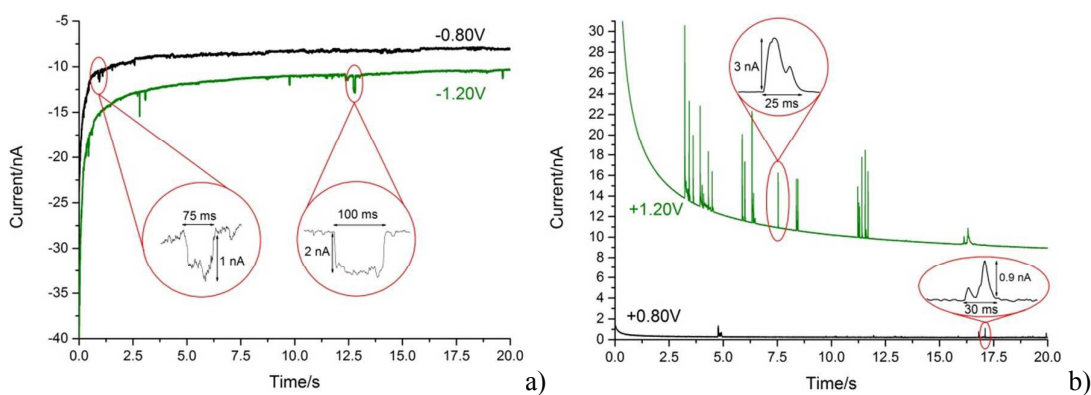 -5
-10
-15
-20
-25
-30
-35
-40
Current/nA
0.0 2.5 5.0 7.5 10.0 12.5 15.0 17.5 20.0
Time/s
-0.80V
-1.20V
75 ms
1 nA
100 ms
2 nA
a)
30
28
26
24
22
20
18
16
14
12
10
8
6
4
2
0
Current/nA
0.0 2.5 5.0 7.5 10.0 12.5 15.0 17.5 20.0
Time/s
3 nA
25 ms
+1.20V
0.9 nA
30 ms
+0.80V
b)